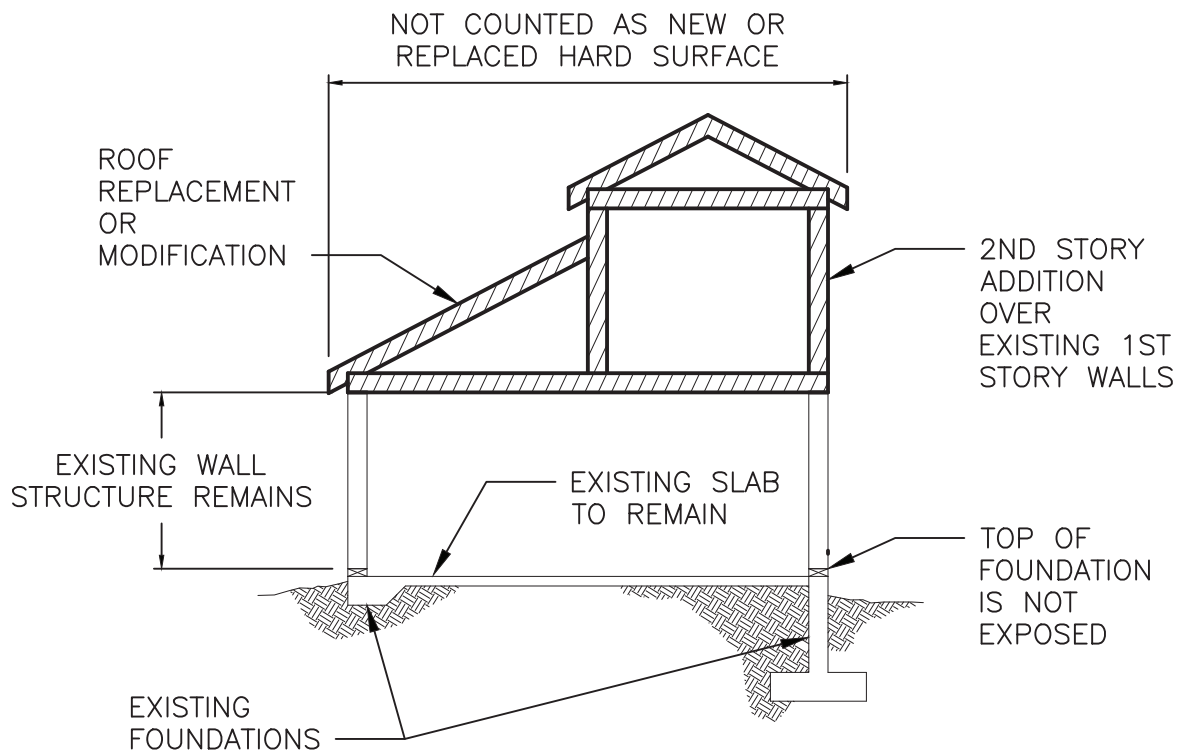 NOT COUNTED AS NEW OR
REPLACED HARD SURFACE
ROOF
REPLACEMENT
OR
MODIFICATION
2ND STORY
ADDITION
OVER
EXISTING 1ST
STORY WALLS
EXISTING WALL
STRUCTURE REMAINS
EXISTING SLAB
TO REMAIN
TOP OF
FOUNDATION
IS NOT
EXPOSED
EXISTING
FOUNDATIONS